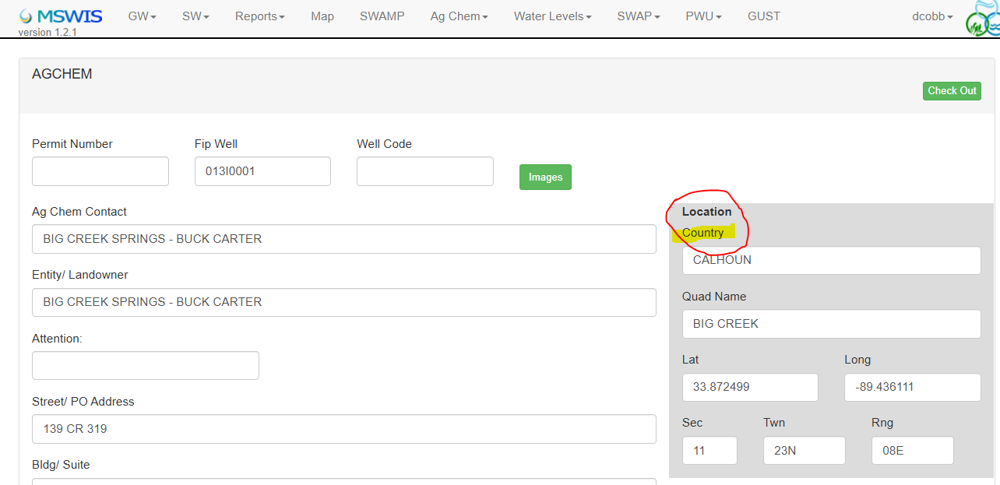 MSWIS GW SW Reports Map SWAMP Ag Chem Water Levels SWAP PWU GUST dcobb
version 1.2.1
AGCHEM
Check Out
Permit Number Fip Well Well Code
013I0001
Images
Ag Chem Contact
BIG CREEK SPRINGS - BUCK CARTER
Entity/ Landowner
BIG CREEK SPRINGS - BUCK CARTER
Attention:
Street/ PO Address
139 CR 319
Bldg/ Suite
Location
Country
CALHOUN
Quad Name
BIG CREEK
Lat Long
33.872499 -89.436111
Sec Twn Rng
11 23N 08E